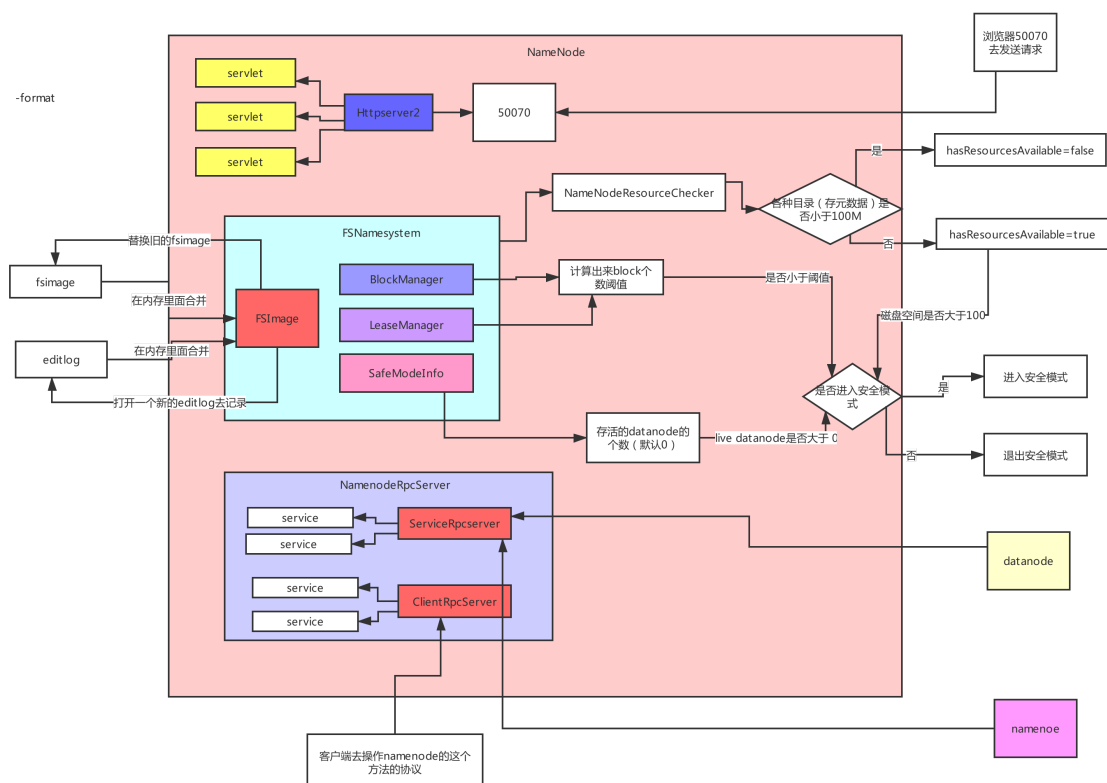 浏览器50070
去发送请求
NameNode
servlet
-format
servlet
Httpserver2
50070
servlet
是
hasResourcesAvailable=false
NameNodeResourceChecker
各种目录（存元数据）是
否小于100M
否
hasResourcesAvailable=true
FSNamesystem
替换旧的fsimage
fsimage
BlockManager
计算出来block个
数阈值
是否小于阈值
在内存里面合并
FSImage
LeaseManager
磁盘空间是否大于100
在内存里面合并
editlog
SafeModeInfo
是否进入安全模
式
是
进入安全模式
打开一个新的editlog去记录
存活的datanode的
个数（默认0）
live datanode是否大于 0
否
退出安全模式
NamenodeRpcServer
service
ServiceRpcserver
service
datanode
service
ClientRpcServer
service
namenoe
客户端去操作namenode的这个
方法的协议